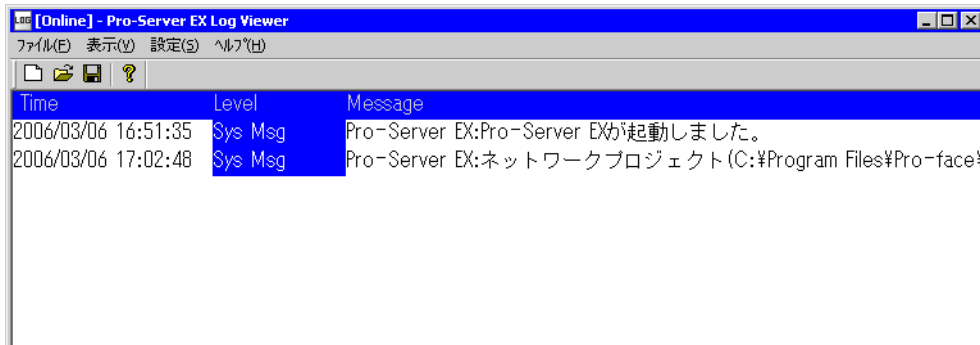 LOG [Online] - Pro-Server EX Log Viewer
ファイル(F) 表示(V) 設定(S) ヘルプ(H)
Time Level Message
2006/03/06 16:51:35 Sys Msg Pro-Server EX:Pro-Server EXが起動しました。
2006/03/06 17:02:48 Sys Msg Pro-Server EX:ネットワークプロジェクト(C:¥Program Files¥Pro-face¥